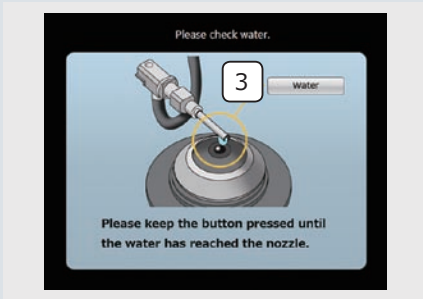 Please check water.
3
Water
Please keep the button pressed until
the water has reached the nozzle.